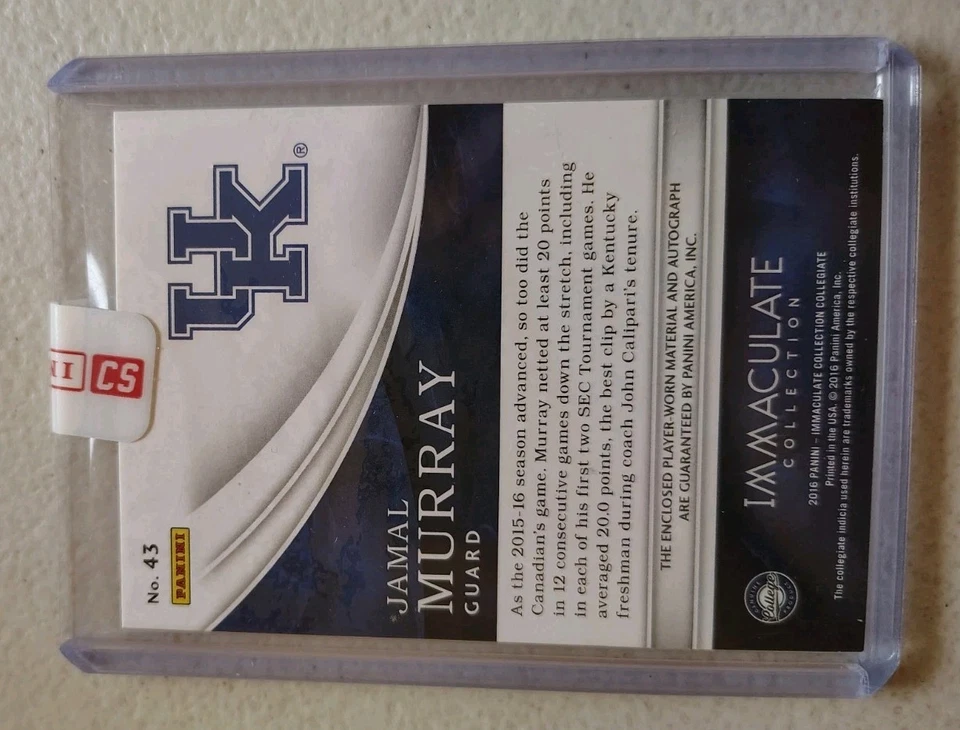 No. 43
PANINI
UK®
JAMAL
MURRAY
GUARD
As the 2015-16 season advanced, so too did the
Canadian's game. Murray netted at least 20 points
in 12 consecutive games down the stretch, including
in each of his first two SEC Tournament games. He
averaged 20.0 points, the best clip by a Kentucky
freshman during coach John Calipari's tenure.
THE ENCLOSED PLAYER-WORN MATERIAL AND AUTOGRAPH
ARE GUARANTEED BY PANINI AMERICA, INC.
IMMACULATE
COLLECTION
2016 PANINI – IMMACULATE COLLECTION COLLEGIATE
Printed in the USA. © 2016 Panini America, Inc.
The collegiate indicia used herein are trademarks owned by the respective collegiate institutions.
College
NI CS